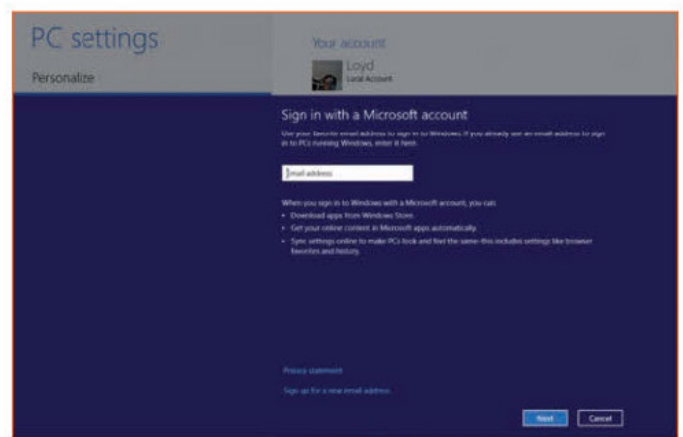 PC settings
Personalize
Your account
Loyd
Local Account
Sign in with a Microsoft account
Use your favorite email address to sign in to Windows. If you already use an email address to sign
in to PCs running Windows, enter it here.
Email address
When you sign in to Windows with a Microsoft account, you can:
• Download apps from Windows Store.
• Get your online content in Microsoft apps automatically.
• Sync settings online to make PCs look and feel the same-this includes settings like browser
favorites and history.
Privacy statement
Sign up for a new email address
Next
Cancel